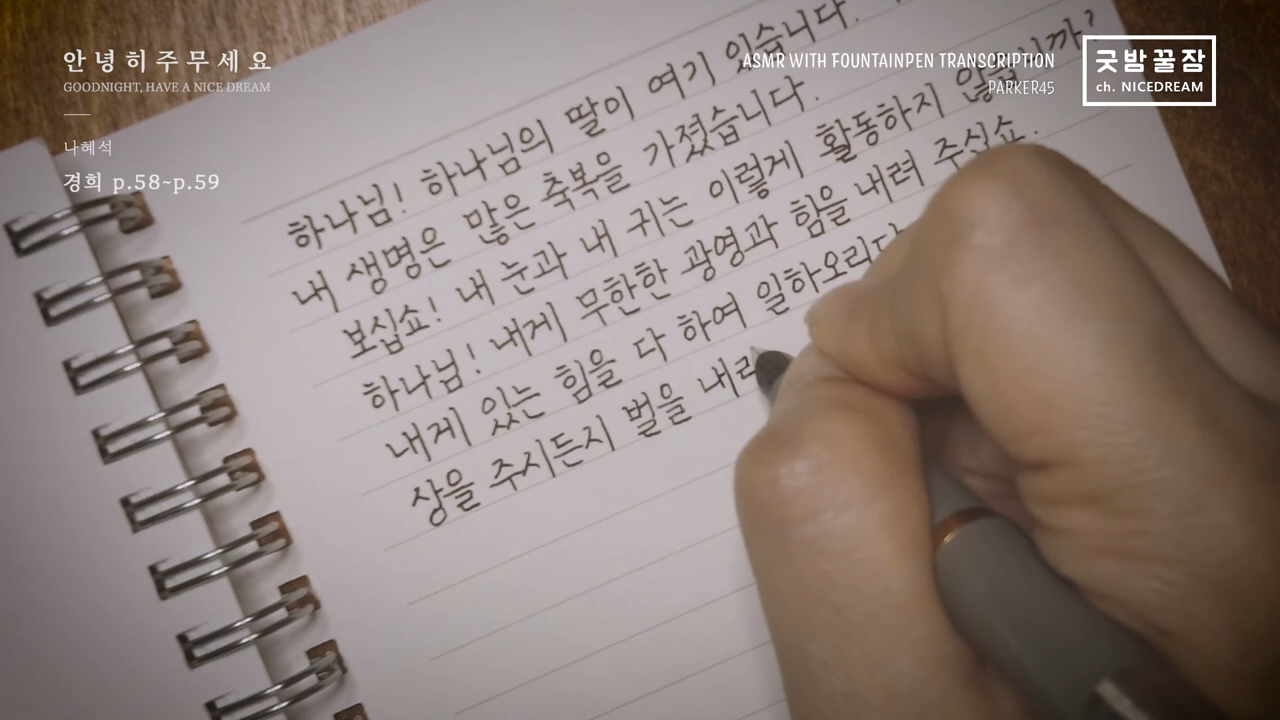 안녕히주무세요
GOODNIGHT, HAVE A NICE DREAM
나혜석
경희 p.58~p.59
ASMR WITH FOUNTAINPEN TRANSCRIPTION
PARKER45
굿밤꿀잠
ch. NICEDREAM
하나님! 하나님의 딸이 여기 있습니다.
내 생명은 많은 축복을 가졌습니다.
보십쇼! 내 눈과 내 귀는 이렇게 활동하지 않습니까?
하나님! 내게 무한한 광영과 힘을 내려 주십쇼.
내게 있는 힘을 다 하여 일하오리다
상을 주시든지 벌을 내려